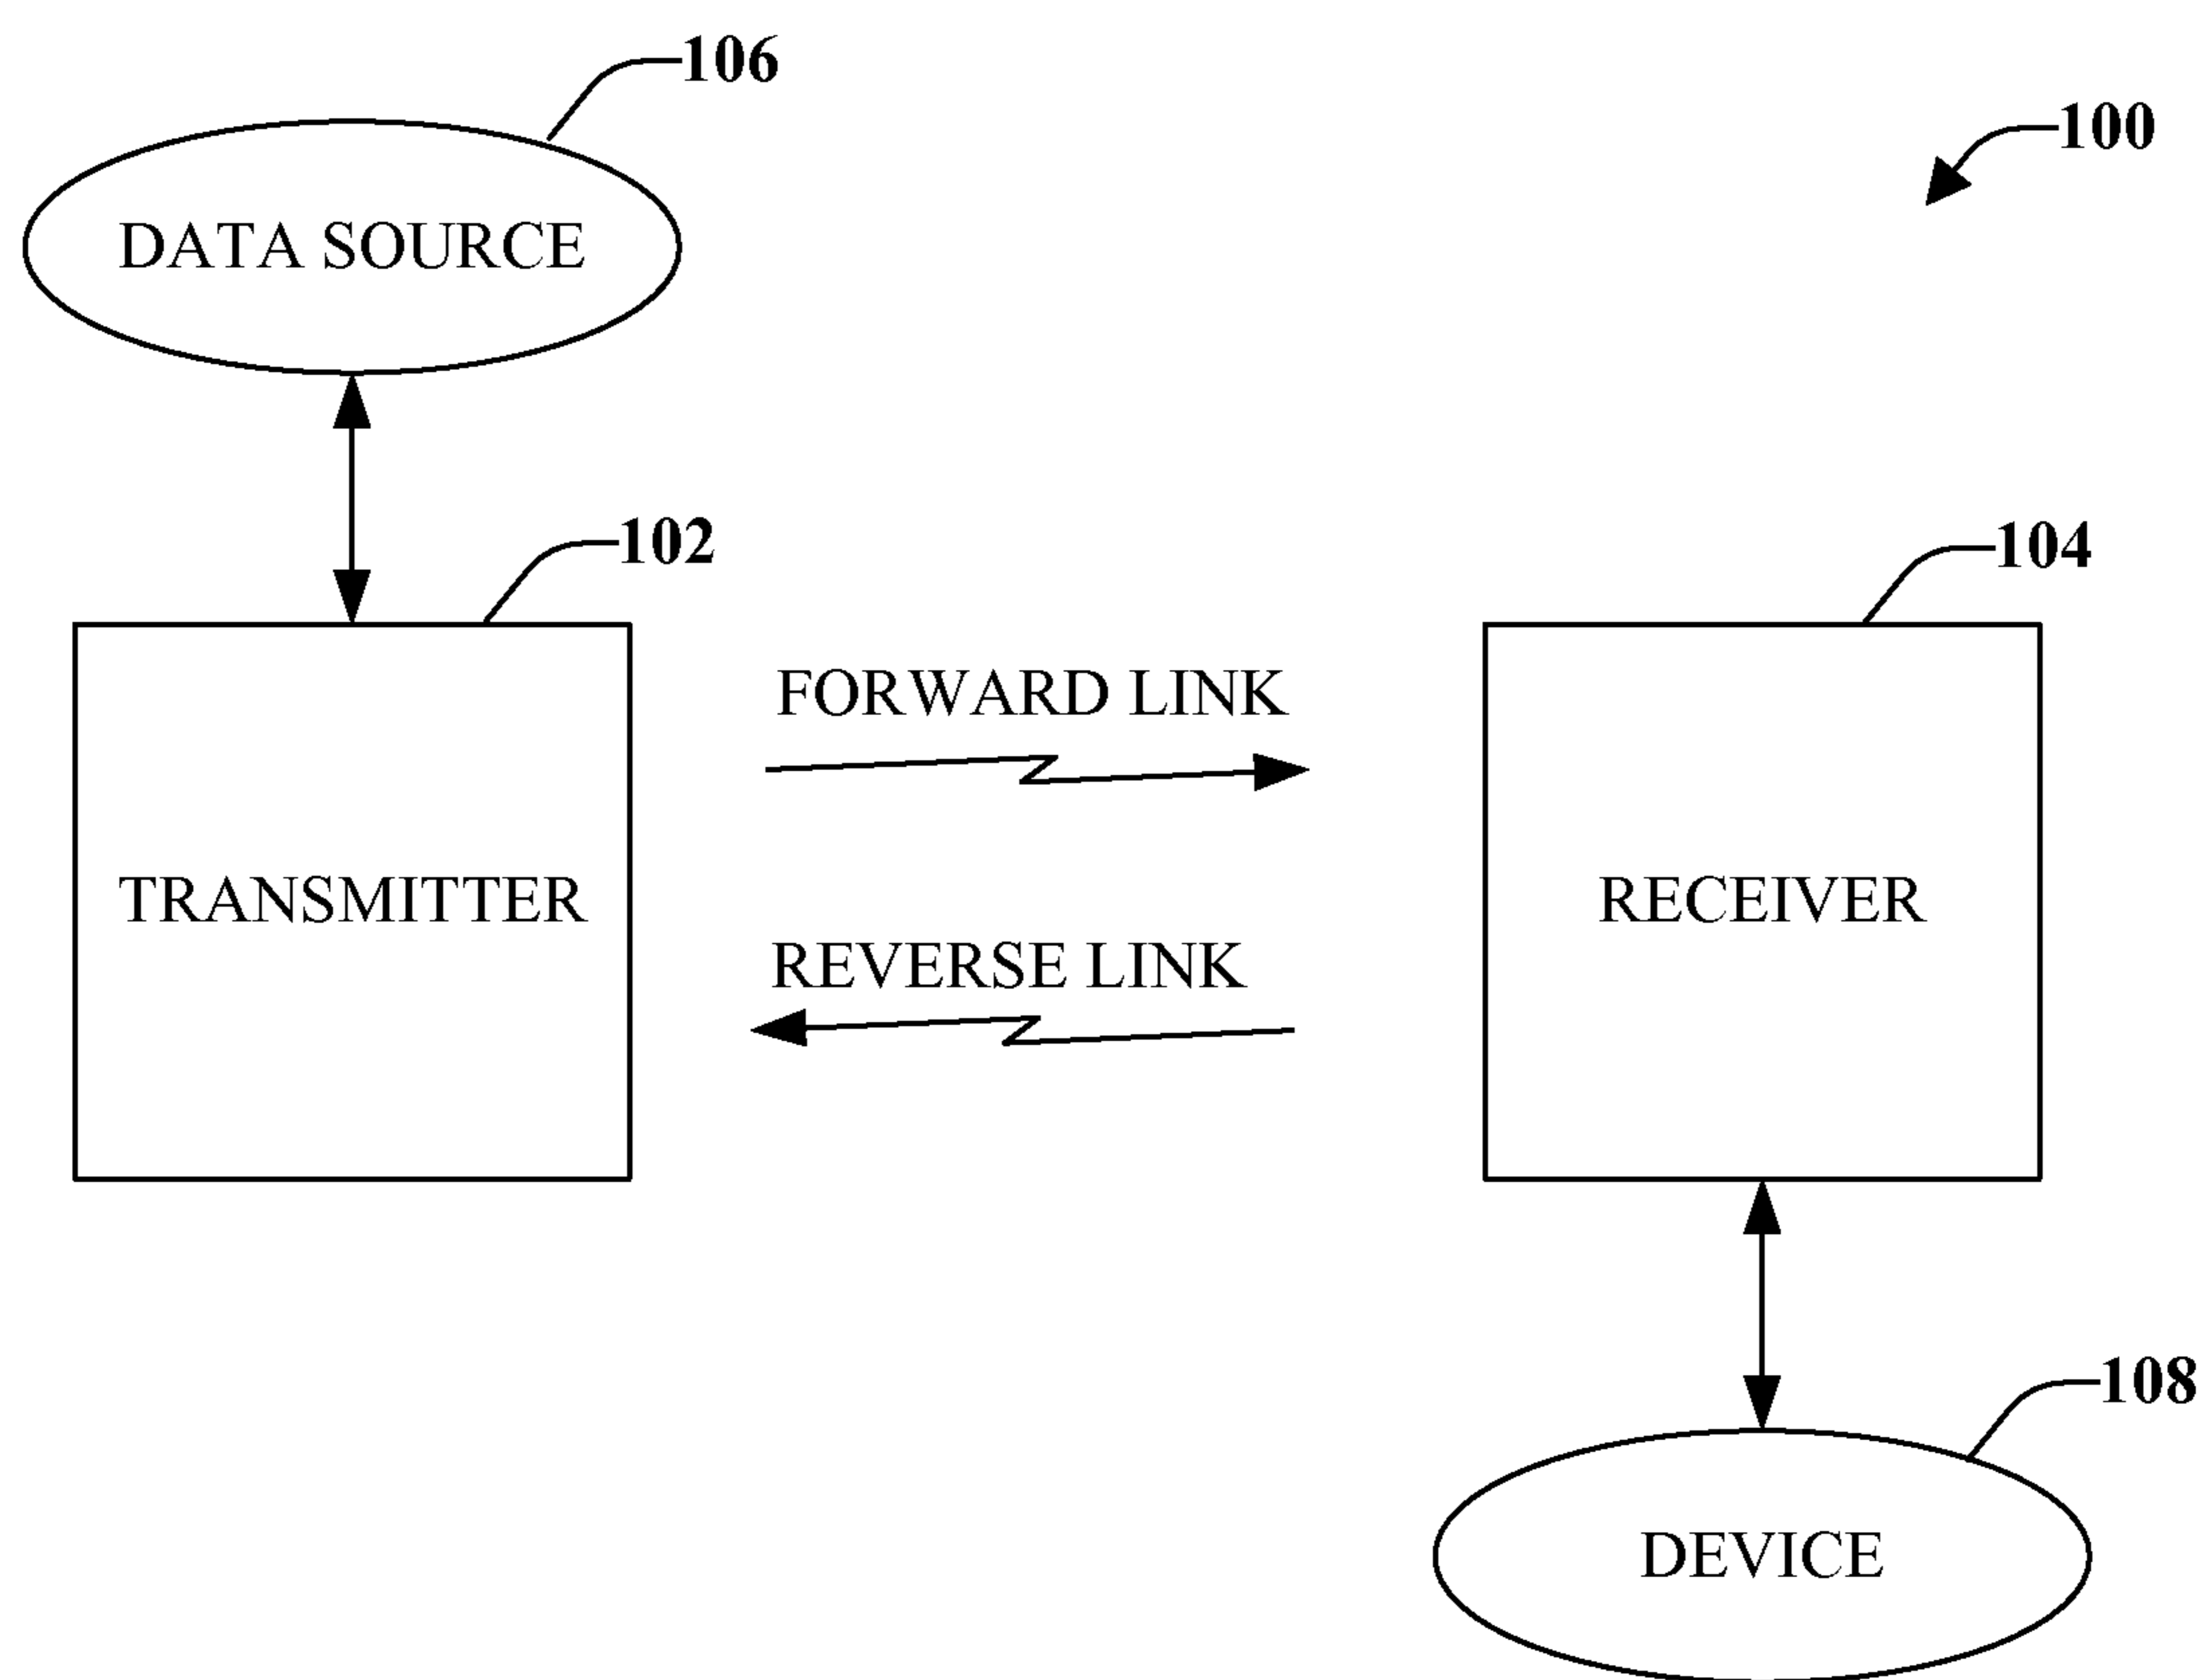 106
100
DATA SOURCE
102
104
FORWARD LINK
TRANSMITTER
RECEIVER
REVERSE LINK
108
DEVICE